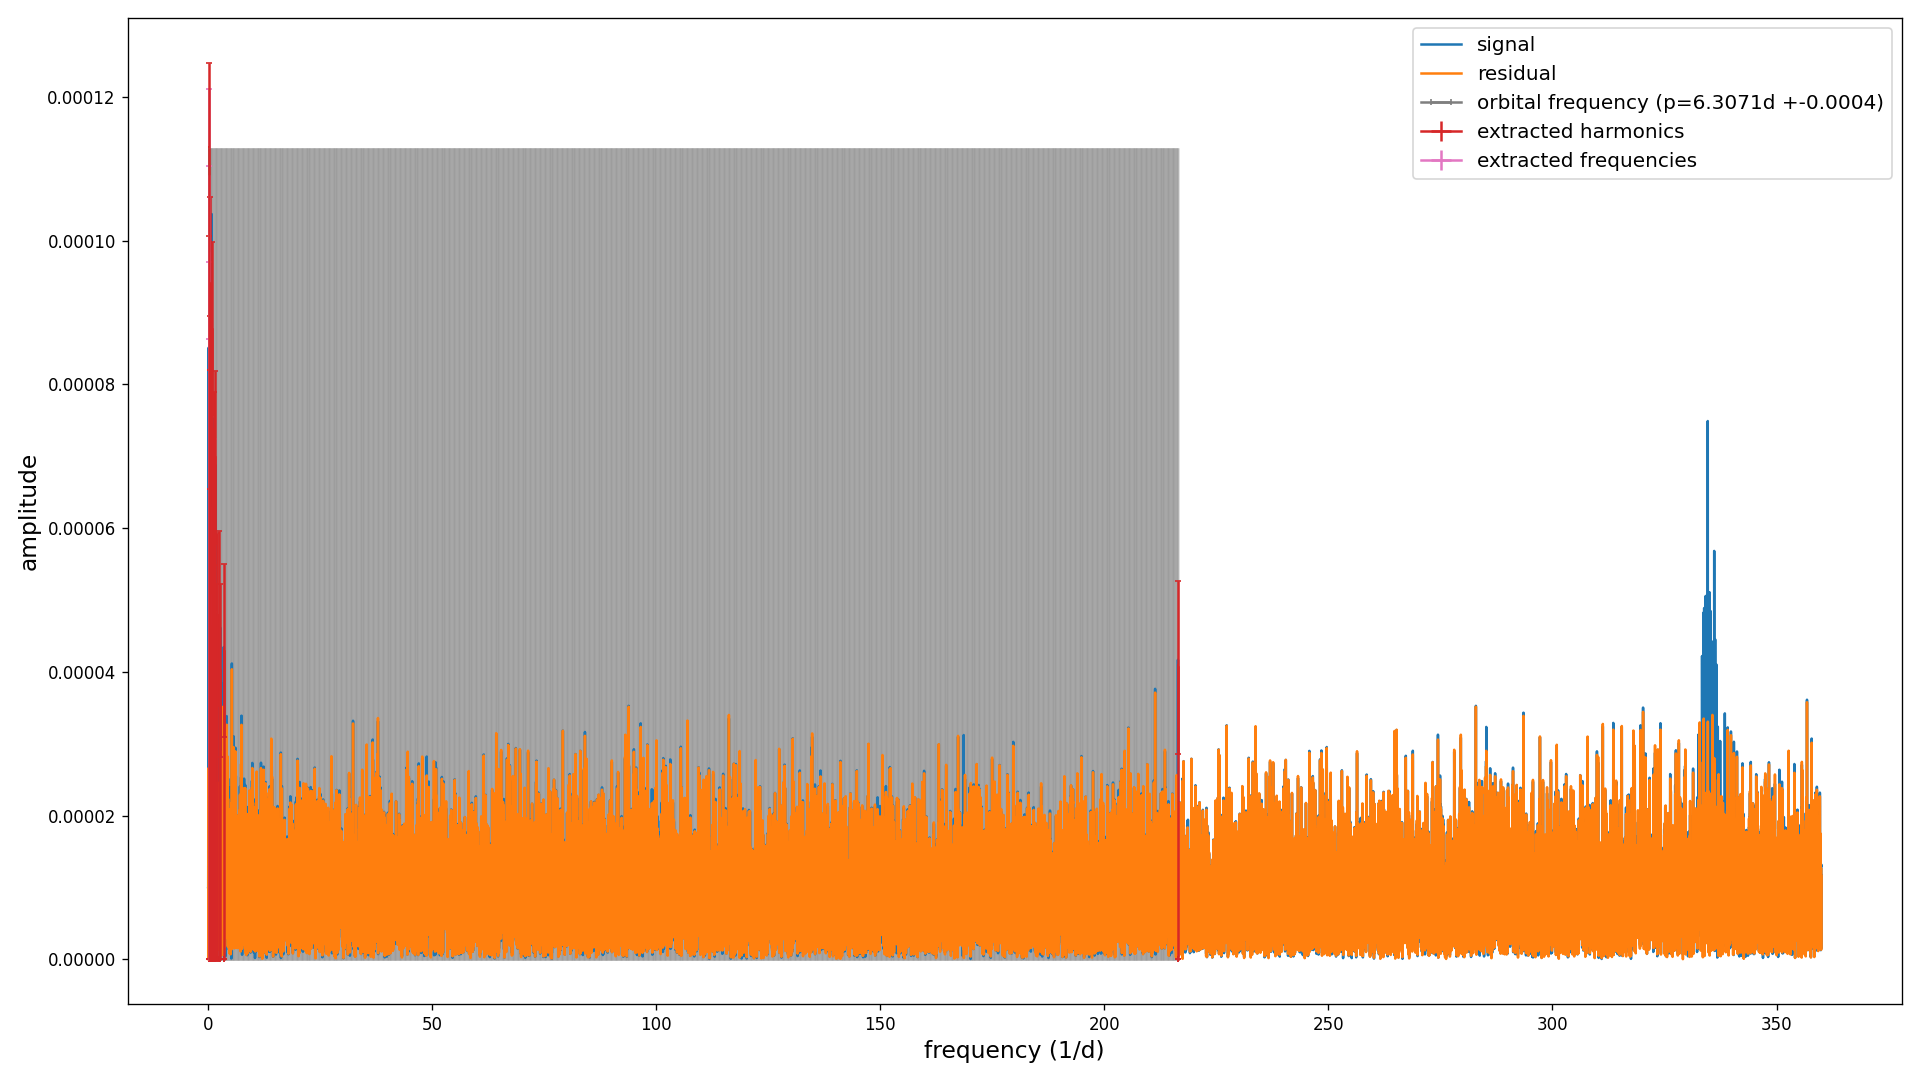 signal
residual
orbital frequency (p=6.3071d +-0.0004)
extracted harmonics
extracted frequencies
0.00012
0.00010
0.00008
0.00006
0.00004
0.00002
0.00000
amplitude
0 50 100 150 200 250 300 350
frequency (1/d)